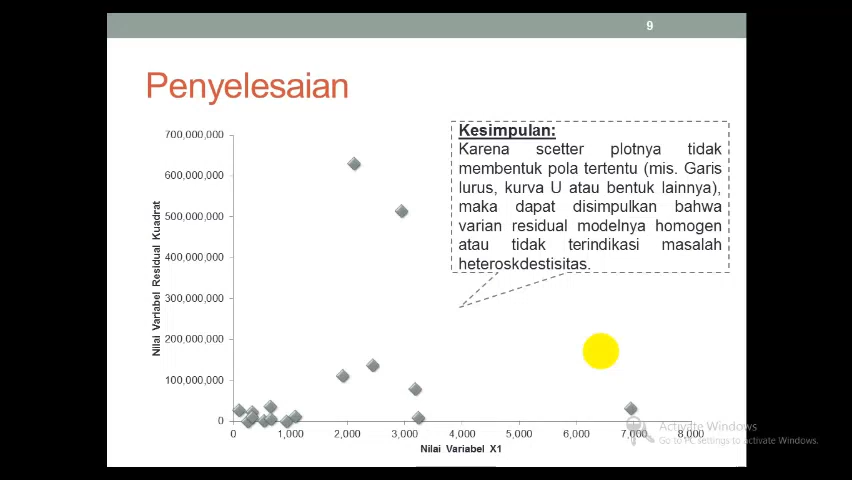 9
Penyelesaian
Kesimpulan:
Karena scetter plotnya tidak
membentuk pola tertentu (mis. Garis
lurus, kurva U atau bentuk lainnya),
maka dapat disimpulkan bahwa
varian residual modelnya homogen
atau tidak terindikasi masalah
heteroskdestisitas.
Nilai Variabel Residual Kuadrat
700,000,000
600,000,000
500,000,000
400,000,000
300,000,000
200,000,000
100,000,000
0
0 1,000 2,000 3,000 4,000 5,000 6,000 7,000 8,000
Nilai Variabel X1
Activate Windows
Go to PC settings to activate Windows.